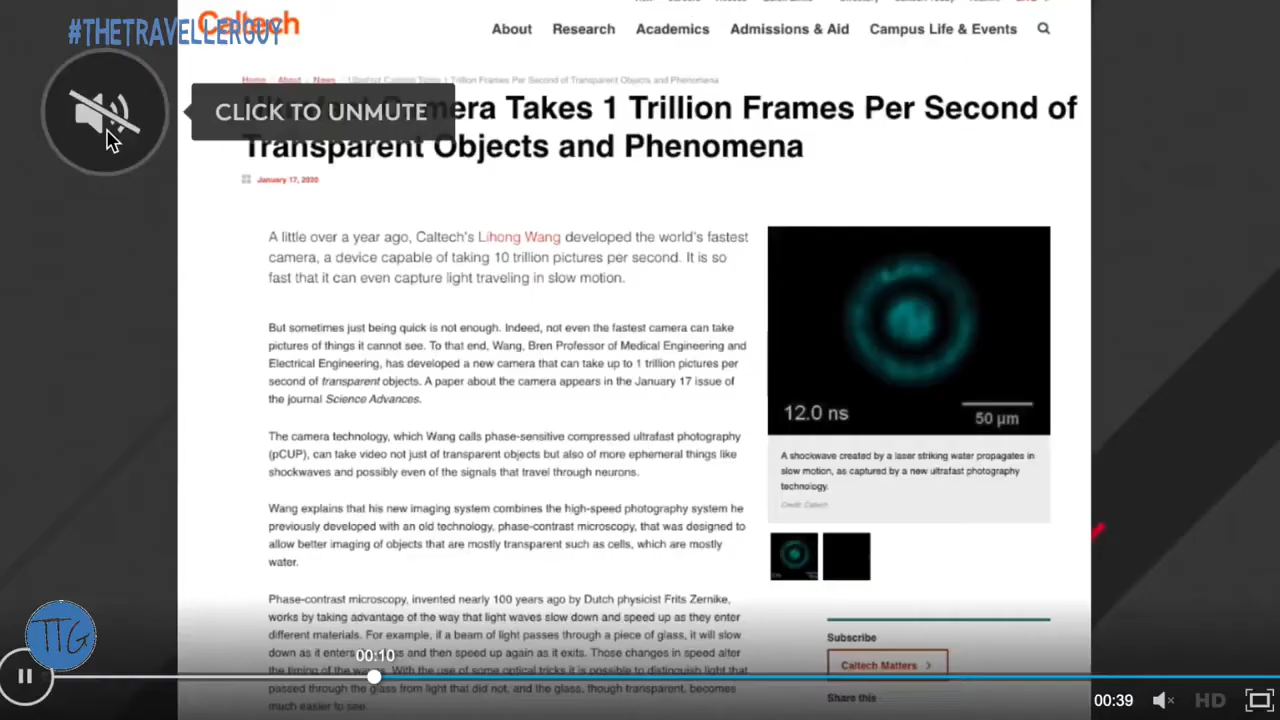 #THETRAVELLERGUY
Caltech
About Research Academics Admissions & Aid Campus Life & Events
CLICK TO UNMUTE
Home About News 1 Trillion Frames Per Second of Transparent Objects and Phenomena
Camera Takes 1 Trillion Frames Per Second of
Transparent Objects and Phenomena
January 17, 2020
A little over a year ago, Caltech's Lihong Wang developed the world's fastest
camera, a device capable of taking 10 trillion pictures per second. It is so
fast that it can even capture light traveling in slow motion.
But sometimes just being quick is not enough. Indeed, not even the fastest camera can take
pictures of things it cannot see. To that end, Wang, Bren Professor of Medical Engineering and
Electrical Engineering, has developed a new camera that can take up to 1 trillion pictures per
second of transparent objects. A paper about the camera appears in the January 17 issue of
the journal Science Advances.
The camera technology, which Wang calls phase-sensitive compressed ultrafast photography
(pCUP), can take video not just of transparent objects but also of more ephemeral things like
shockwaves and possibly even of the signals that travel through neurons.
Wang explains that his new imaging system combines the high-speed photography system he
previously developed with an old technology, phase-contrast microscopy, that was designed to
allow better imaging of objects that are mostly transparent such as cells, which are mostly
water.
Phase-contrast microscopy, invented nearly 100 years ago by Dutch physicist Frits Zernike,
works by taking advantage of the way that light waves slow down and speed up as they enter
different materials. For example, if a beam of light passes through a piece of glass, it will slow
down as it enters and then speed up again as it exits. Those changes in speed alter
the timing of the waves. With the use of some optical tricks it is possible to distinguish light that
passed through the glass from light that did not, and the glass, though transparent, becomes
much easier to see.
12.0 ns
50 µm
A shockwave created by a laser striking water propagates in
slow motion, as captured by a new ultrafast photography
technology.
Credit: Caltech
Subscribe
Caltech Matters >
Share this
TTG
00:10
00:39
HD